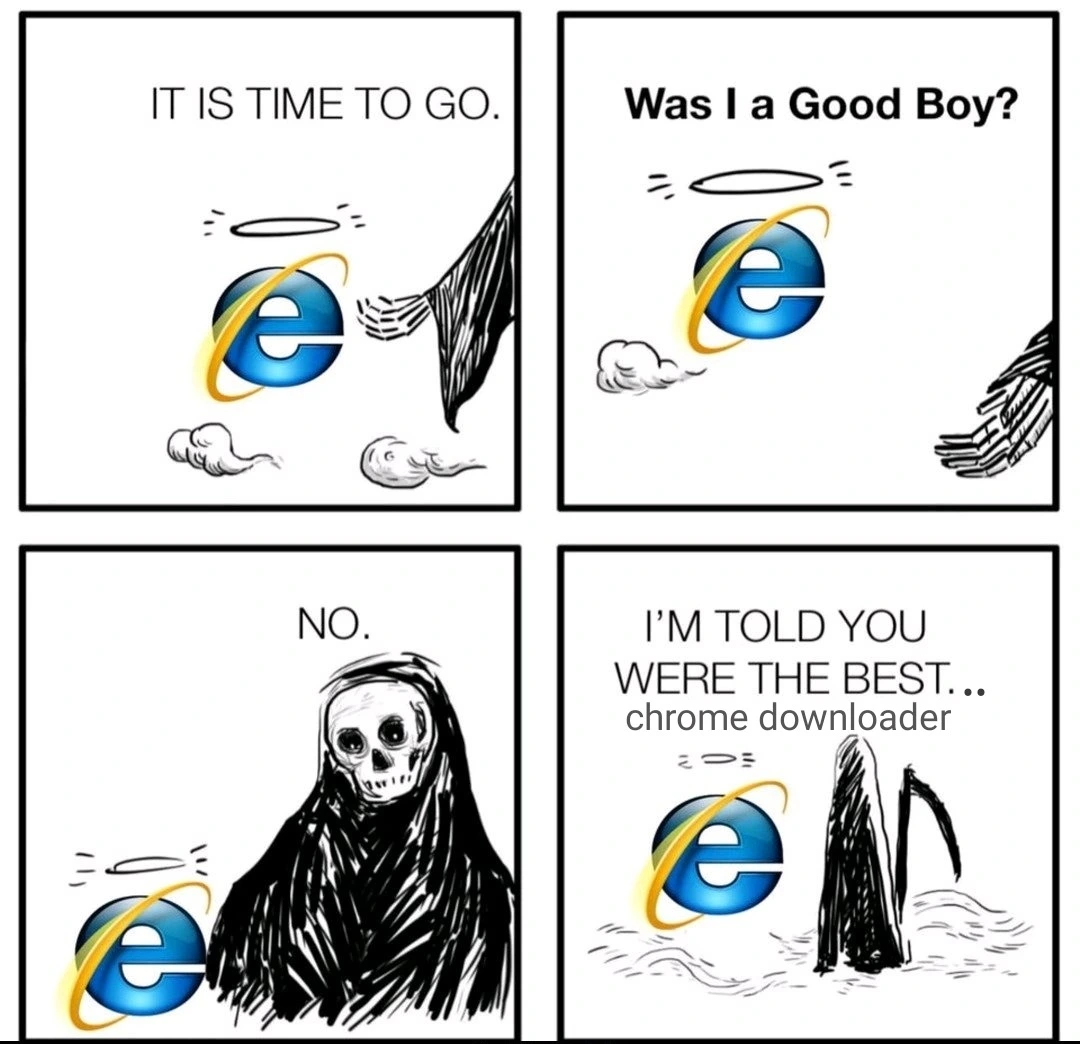 IT IS TIME TO GO.
Was I a Good Boy?
NO.
I'M TOLD YOU
WERE THE BEST...
chrome downloader